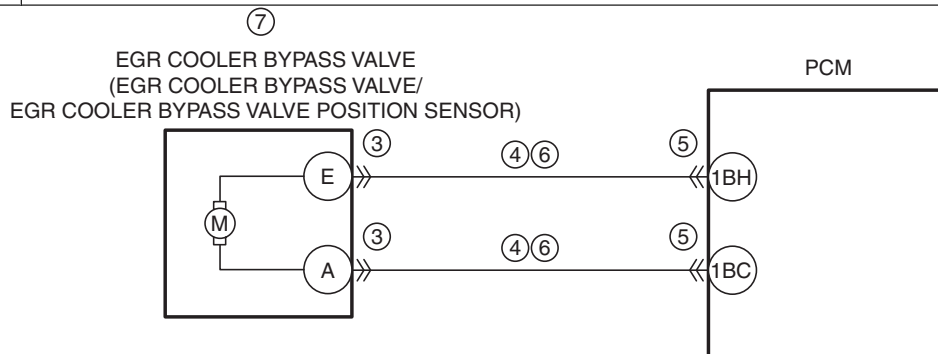 ⑦
EGR COOLER BYPASS VALVE
(EGR COOLER BYPASS VALVE/
EGR COOLER BYPASS VALVE POSITION SENSOR)
PCM
③ ④⑥ ⑤
E 1BH
M
③ ④⑥ ⑤
A 1BC